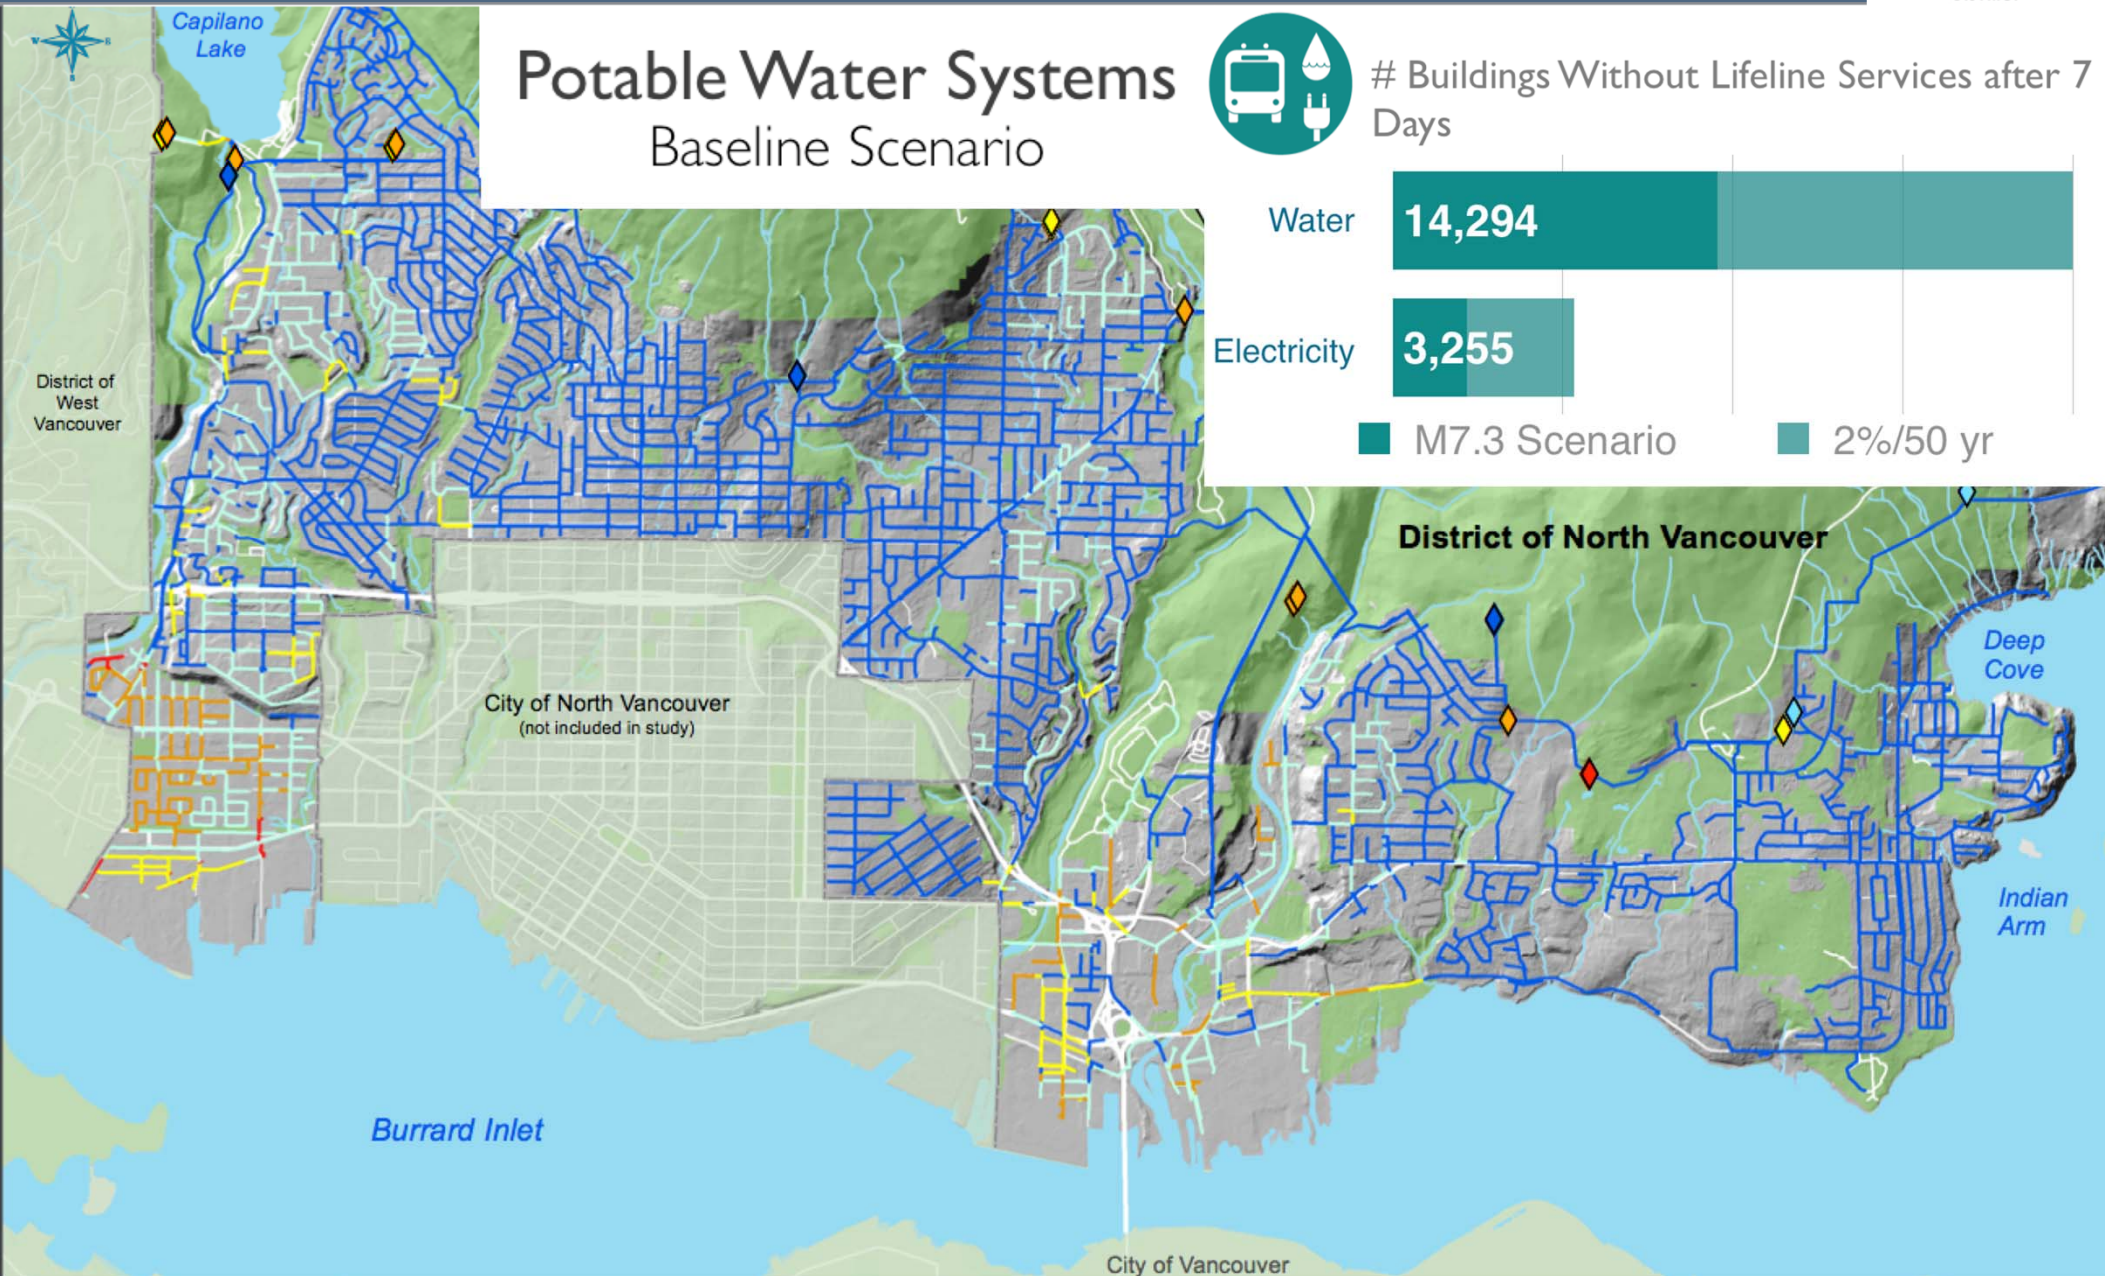 Capilano
Lake
W
S
Potable Water Systems
Baseline Scenario
# Buildings Without Lifeline Services after 7
Days
Water
14,294
Electricity
3,255
M7.3 Scenario
2%/50 yr
District of
West
Vancouver
District of North Vancouver
Deep
Cove
City of North Vancouver
(not included in study)
Indian
Arm
Burrard Inlet
City of Vancouver